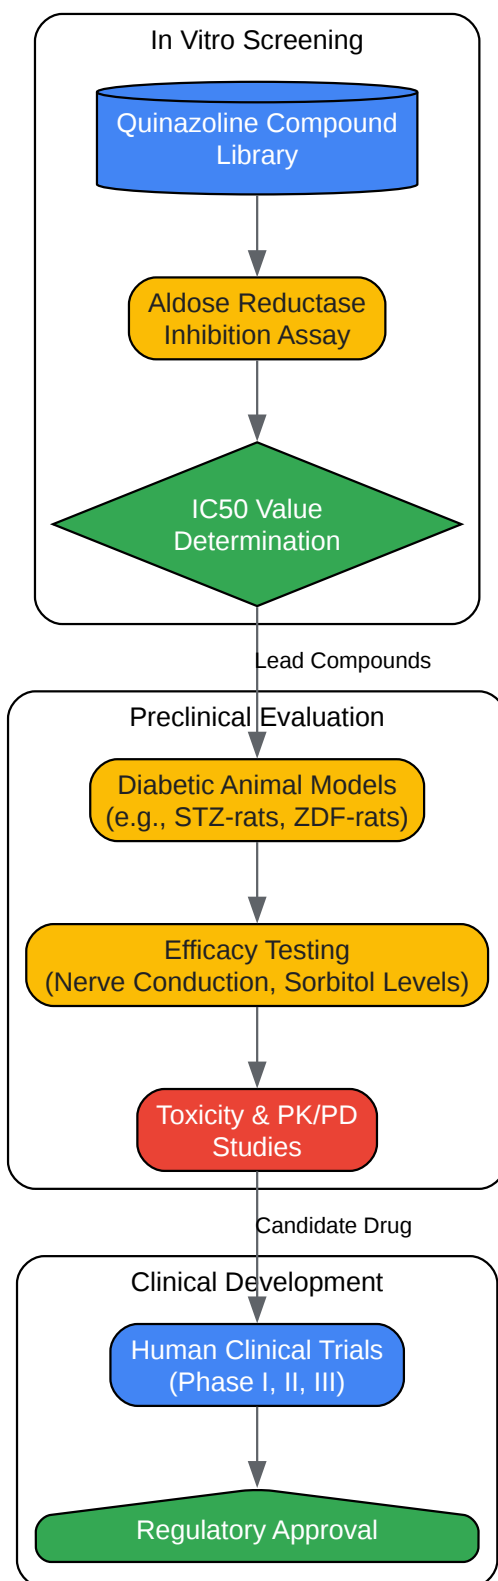 In Vitro Screening
Quinazoline Compound
Library
Aldose Reductase
Inhibition Assay
IC50 Value
Determination
Lead Compounds
Preclinical Evaluation
Diabetic Animal Models
(e.g., STZ-rats, ZDF-rats)
Efficacy Testing
(Nerve Conduction, Sorbitol Levels)
Toxicity & PK/PD
Studies
Candidate Drug
Clinical Development
Human Clinical Trials
(Phase I, II, III)
Regulatory Approval